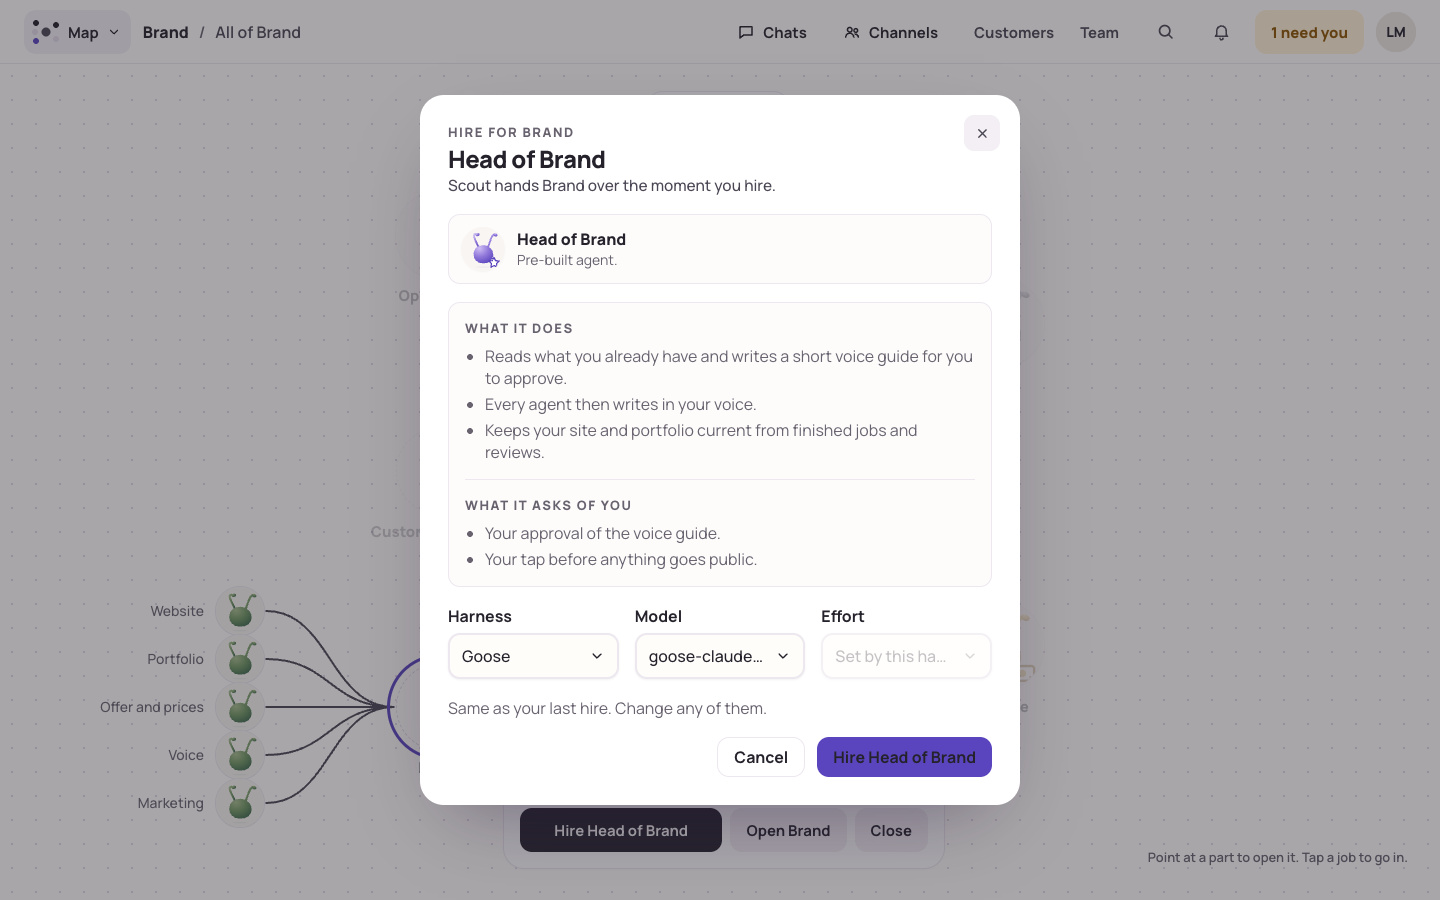 Map
Brand / All of Brand
Chats
Channels
Customers
Team
1 need you
LM
HIRE FOR BRAND
Head of Brand
Scout hands Brand over the moment you hire.
Head of Brand
Pre-built agent.
WHAT IT DOES
Reads what you already have and writes a short voice guide for you
to approve.
Every agent then writes in your voice.
Keeps your site and portfolio current from finished jobs and
reviews.
WHAT IT ASKS OF YOU
Your approval of the voice guide.
Your tap before anything goes public.
Harness
Model
Effort
Goose
goose-claude...
Set by this ha...
Same as your last hire. Change any of them.
Cancel
Hire Head of Brand
Website
Portfolio
Offer and prices
Voice
Marketing
Hire Head of Brand
Open Brand
Close
Point at a part to open it. Tap a job to go in.